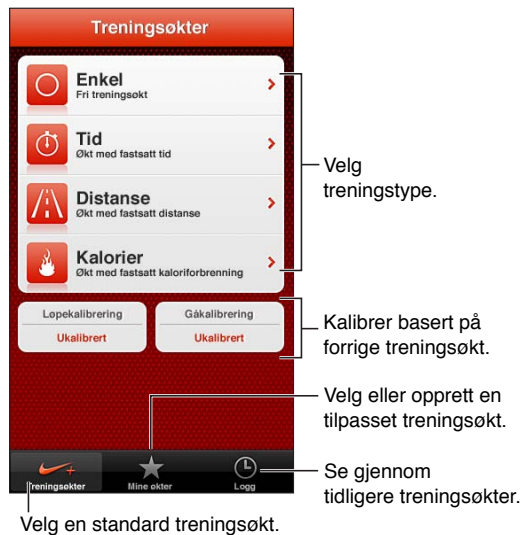 Treningsøkter
Enkel
Fri treningsøkt
Tid
Økt med fastsatt tid
Distanse
Økt med fastsatt distanse
Kalorier
Økt med fastsatt kaloriforbrenning
Velg
treningstype.
Løpekalibrering
Ukalibrert
Gåkalibrering
Ukalibrert
Kalibrer basert på
forrige treningsøkt.
Velg eller opprett en
tilpasset treningsøkt.
Treningsøkter
Mine økter
Logg
Se gjennom
tidligere treningsøkter.
Velg en standard treningsøkt.